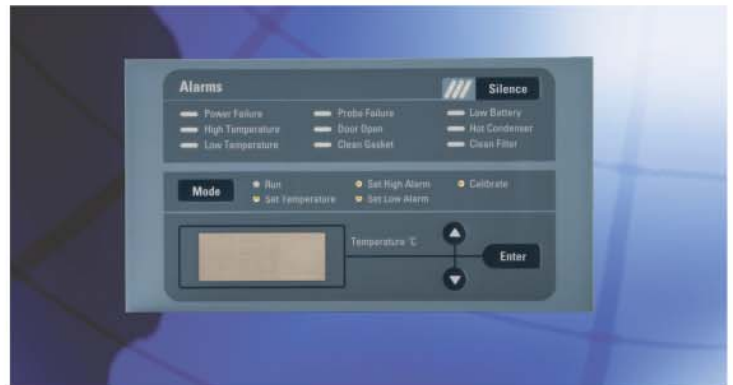 Alarms
Silence
Power Failure
Probe Failure
Low Battery
High Temperature
Door Open
Hot Condenser
Low Temperature
Clean Gasket
Clean Filter
Mode
Run
Set High Alarm
Calibrate
Set Temperature
Set Low Alarm
Temperature °C
Enter